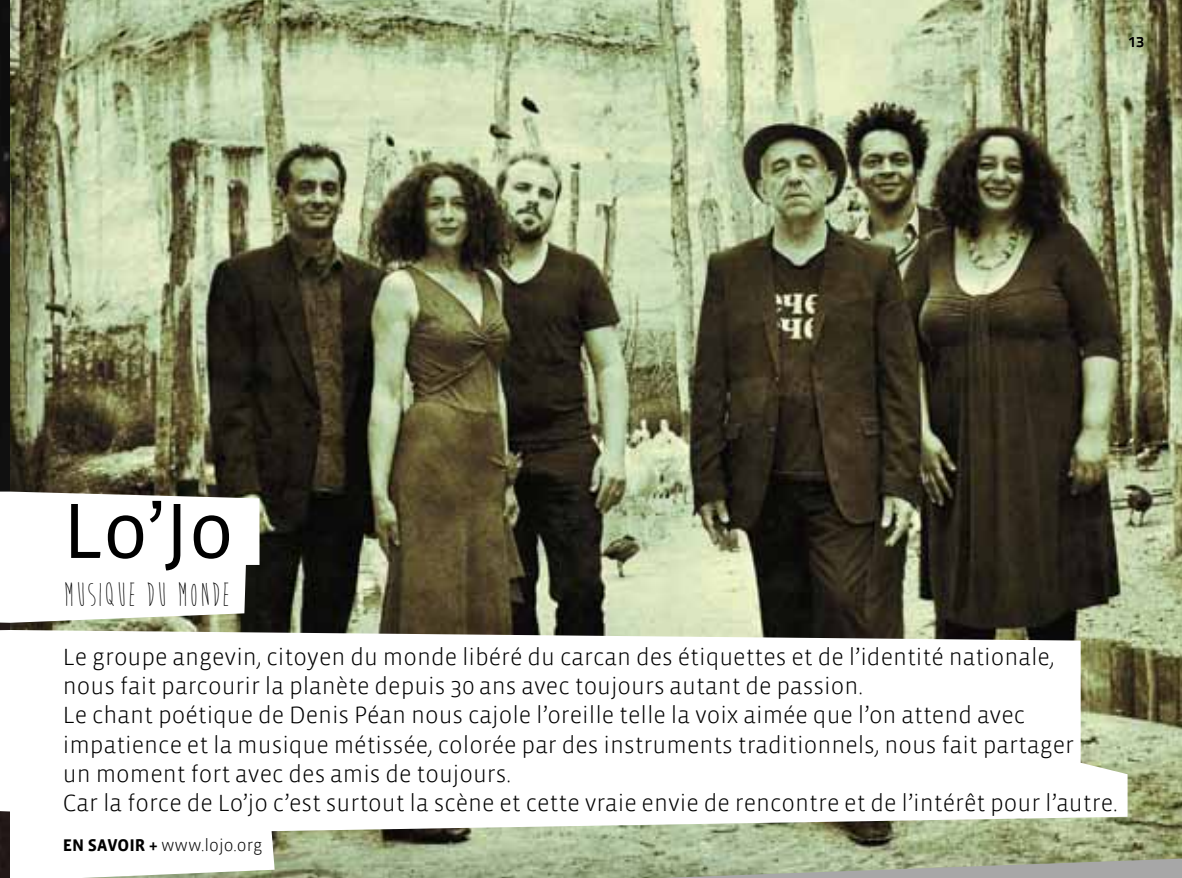 13
Lo’Jo
MUSIQUE DU MONDE
Le groupe angevin, citoyen du monde libéré du carcan des étiquettes et de l’identité nationale,
nous fait parcourir la planète depuis 30 ans avec toujours autant de passion.
Le chant poétique de Denis Péan nous cajole l’oreille telle la voix aimée que l’on attend avec
impatience et la musique métissée, colorée par des instruments traditionnels, nous fait partager
un moment fort avec des amis de toujours.
Car la force de Lo’jo c’est surtout la scène et cette vraie envie de rencontre et de l’intérêt pour l’autre.
EN SAVOIR + www.lojo.org